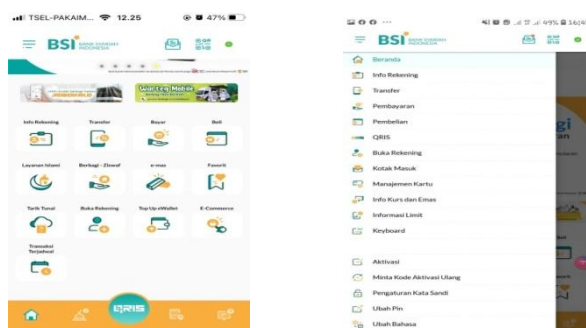 TSEL-PAKAIM... 12.25 47%
BSI BANK SYARIAH INDONESIA
Warteg Mobile
Info Rekening Transfer Bayar Beli
Layanan Islami Berbagi - Ziswaf e-mas Favorit
Tarik Tunai Buka Rekening Top Up eWallet E-Commerce
Transaksi Terjadwal
QRIS
49%
BSI BANK SYARIAH INDONESIA
Beranda
Info Rekening
Transfer
Pembayaran
Pembelian
QRIS
Buka Rekening
Kotak Masuk
Manajemen Kartu
Info Kurs dan Emas
Informasi Limit
Keyboard
Aktivasi
Minta Kode Aktivasi Ulang
Pengaturan Kata Sandi
Ubah Pin
Ubah Bahasa